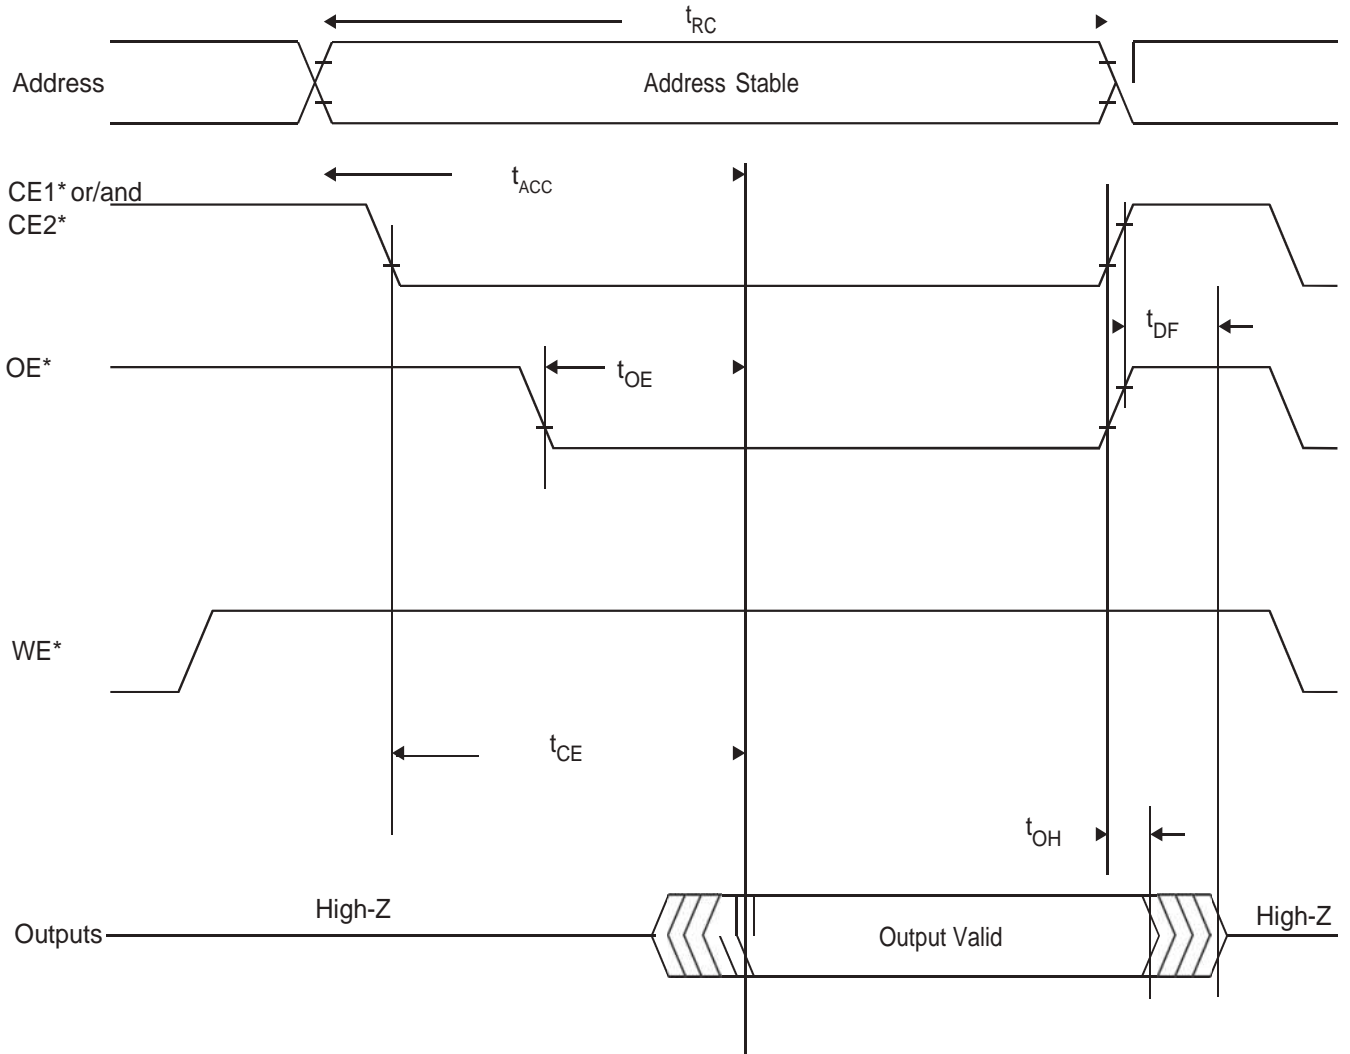 tRC
Address
Address Stable
tACC
CE1* or/and
CE2*
tDF
OE*
tOE
WE*
tCE
tOH
High-Z
High-Z
Outputs
Output Valid